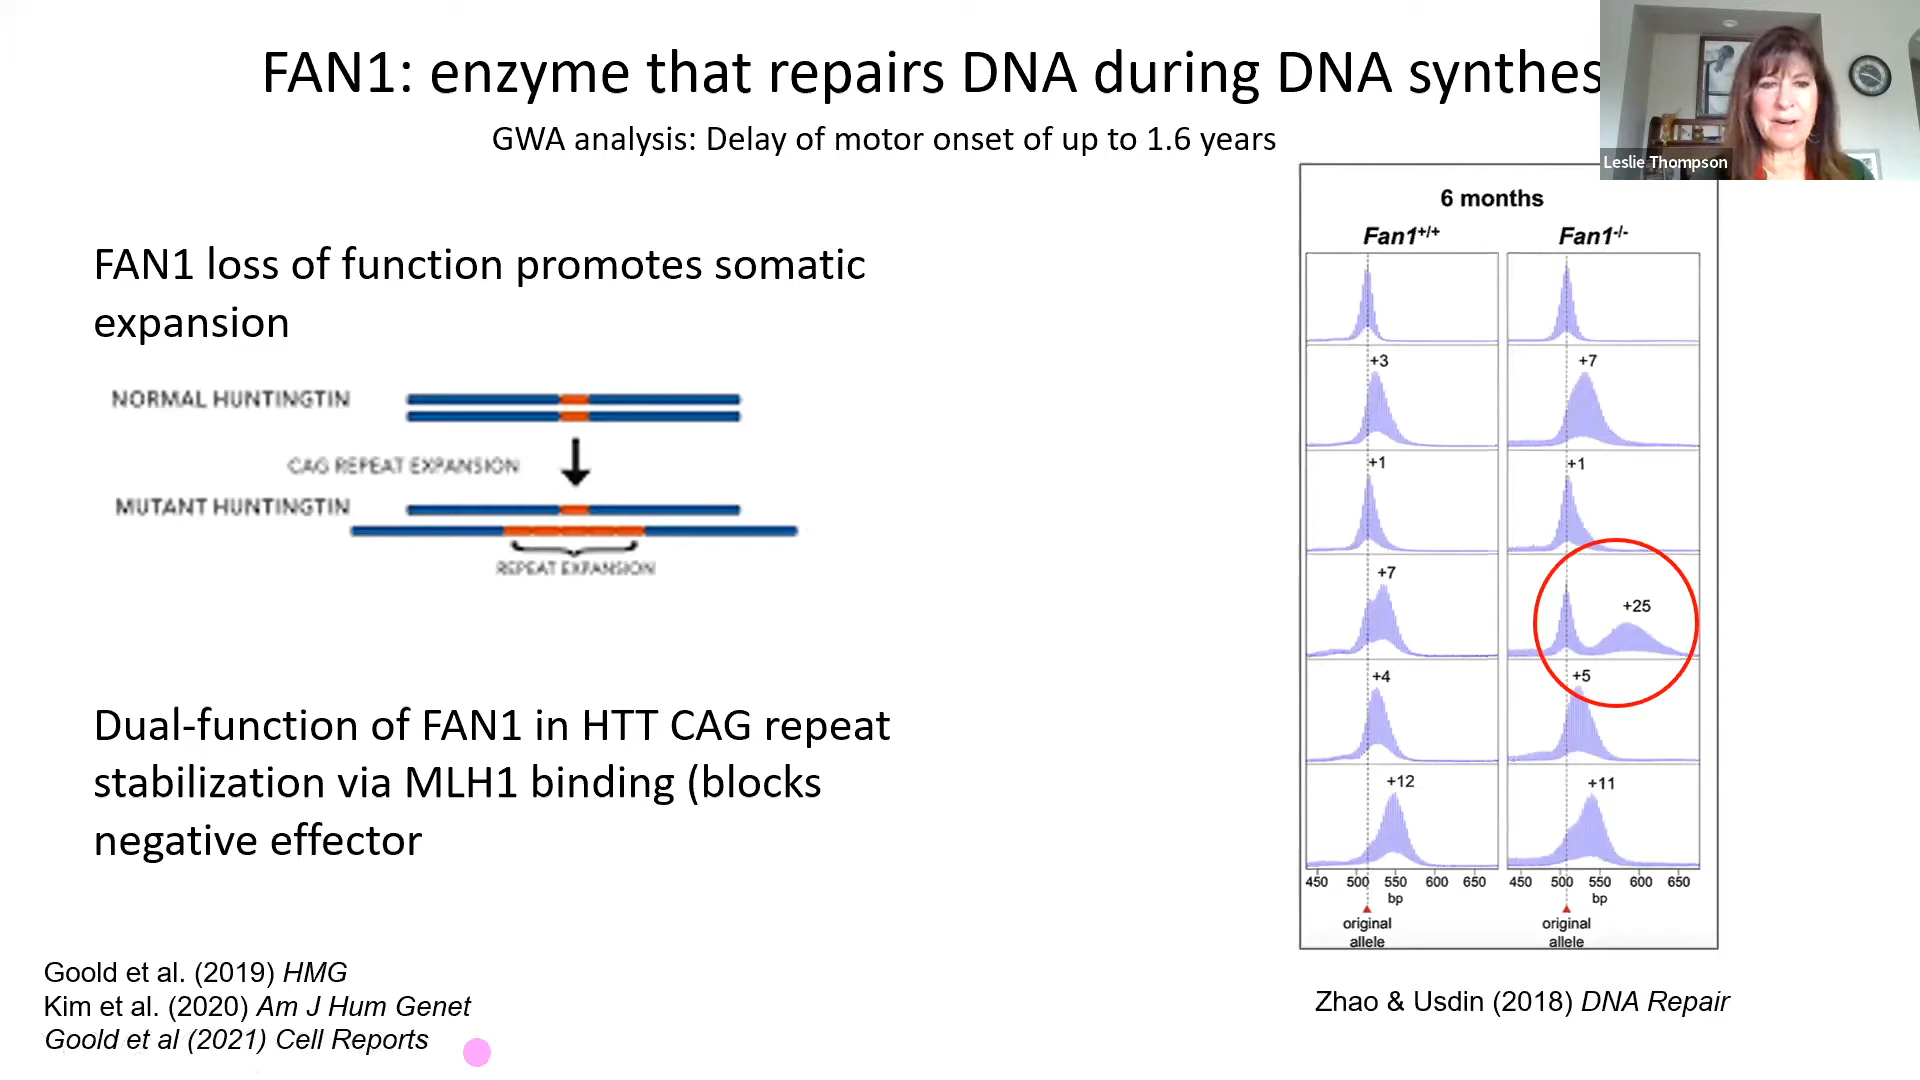 FAN1: enzyme that repairs DNA during DNA synthes
GWA analysis: Delay of motor onset of up to 1.6 years
Leslie Thompson
FAN1 loss of function promotes somatic
expansion
NORMAL HUNTINGTIN
CAG REPEAT EXPANSION
MUTANT HUNTINGTIN
REPEAT EXPANSION
Dual-function of FAN1 in HTT CAG repeat
stabilization via MLH1 binding (blocks
negative effector
Goold et al. (2019) HMG
Kim et al. (2020) Am J Hum Genet
Goold et al (2021) Cell Reports
6 months
Fan1+/+ Fan1-/-
+3 +7
+1 +1
+7 +25
+4 +5
+12 +11
450 500 550 600 650 450 500 550 600 650
bp bp
original original
allele allele
Zhao & Usdin (2018) DNA Repair